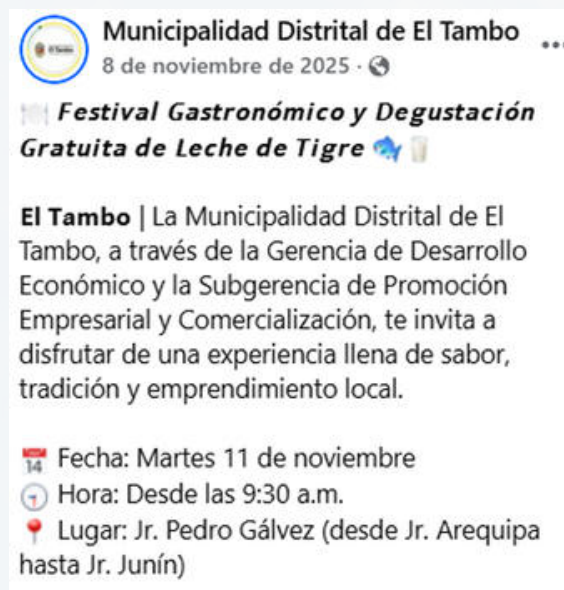 Municipalidad Distrital de El Tambo
8 de noviembre de 2025 ·
🍽️ Festival Gastronómico y Degustación
Gratuita de Leche de Tigre 🐟🥛
El Tambo | La Municipalidad Distrital de El
Tambo, a través de la Gerencia de Desarrollo
Económico y la Subgerencia de Promoción
Empresarial y Comercialización, te invita a
disfrutar de una experiencia llena de sabor,
tradición y emprendimiento local.
📅 Fecha: Martes 11 de noviembre
🕘 Hora: Desde las 9:30 a.m.
📍 Lugar: Jr. Pedro Gálvez (desde Jr. Arequipa
hasta Jr. Junín)